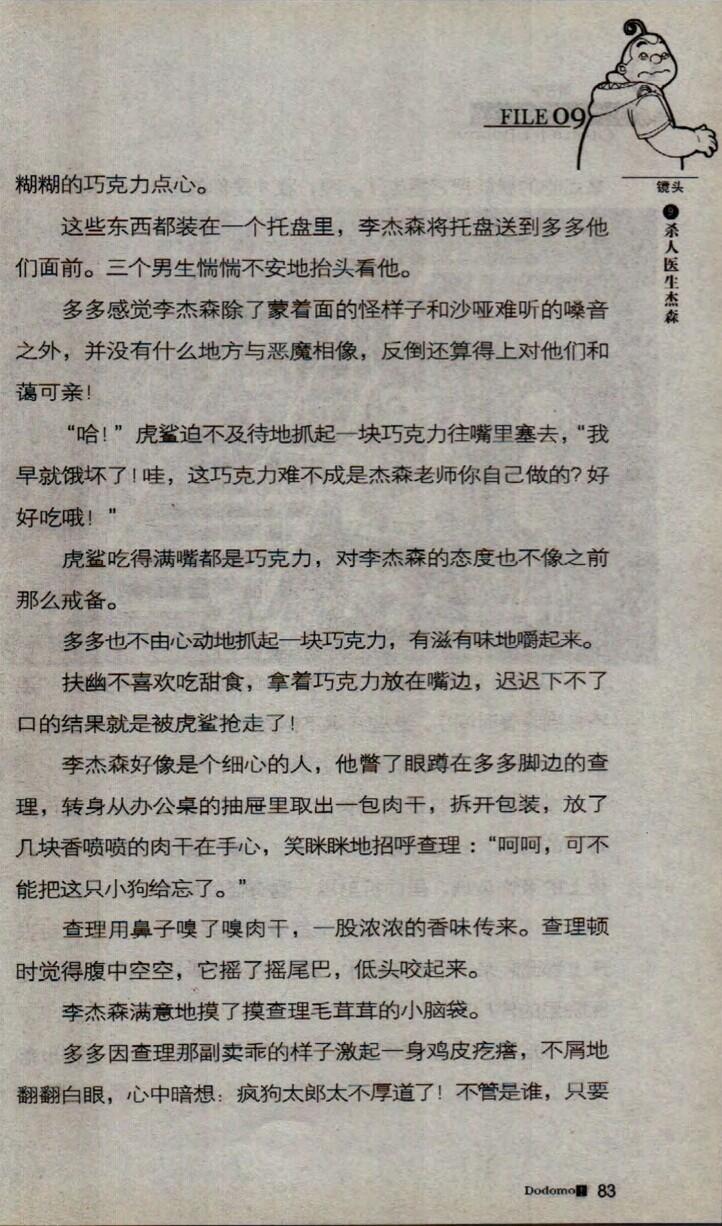 FILE 09
镜头
❾杀人医生杰森
糊糊的巧克力点心。
这些东西都装在一个托盘里，李杰森将托盘送到多多他
们面前。三个男生惴惴不安地抬头看他。
多多感觉李杰森除了蒙着面的怪样子和沙哑难听的嗓音
之外，并没有什么地方与恶魔相像，反倒还算得上对他们和
蔼可亲！
“哈！”虎鲨迫不及待地抓起一块巧克力往嘴里塞去，“我
早就饿坏了！哇，这巧克力难不成是杰森老师你自己做的？好
好吃哦！”
虎鲨吃得满嘴都是巧克力，对李杰森的态度也不像之前
那么戒备。
多多也不由心动地抓起一块巧克力，有滋有味地嚼起来。
扶幽不喜欢吃甜食，拿着巧克力放在嘴边，迟迟下不了
口的结果就是被虎鲨抢走了！
李杰森好像是个细心的人，他瞥了眼蹲在多多脚边的查
理，转身从办公桌的抽屉里取出一包肉干，拆开包装，放了
几块香喷喷的肉干在手心，笑眯眯地招呼查理：“呵呵，可不
能把这只小狗给忘了。”
查理用鼻子嗅了嗅肉干，一股浓浓的香味传来。查理顿
时觉得腹中空空，它摇了摇尾巴，低头咬起来。
李杰森满意地摸了摸查理毛茸茸的小脑袋。
多多因查理那副卖乖的样子激起一身鸡皮疙瘩，不屑地
翻翻白眼，心中暗想：疯狗太郎太不厚道了！不管是谁，只要
Dodomo! 83